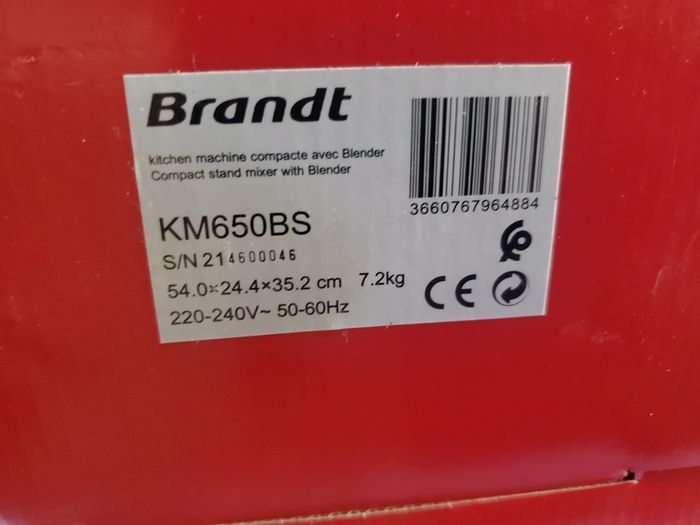 Brandt
kitchen machine compacte avec Blender
Compact stand mixer with Blender
3660767964884
KM650BS
S/N 214600046
54.0×24.4×35.2 cm 7.2kg
220-240V~ 50-60Hz
CE